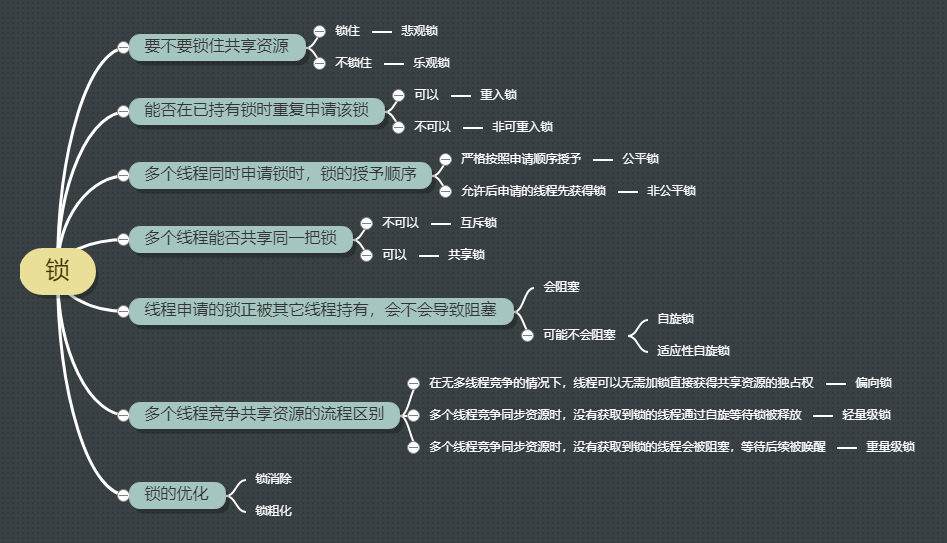 锁
要不要锁住共享资源
锁住
悲观锁
不锁住
乐观锁
能否在已持有锁时重复申请该锁
可以
重入锁
不可以
非可重入锁
多个线程同时申请锁时，锁的授予顺序
严格按照申请顺序授予
公平锁
允许后申请的线程先获得锁
非公平锁
多个线程能否共享同一把锁
不可以
互斥锁
可以
共享锁
线程申请的锁正被其它线程持有，会不会导致阻塞
会阻塞
可能不会阻塞
自旋锁
适应性自旋锁
多个线程竞争共享资源的流程区别
在无多线程竞争的情况下，线程可以无需加锁直接获得共享资源的独占权
偏向锁
多个线程竞争同步资源时，没有获取到锁的线程通过自旋等待锁被释放
轻量级锁
多个线程竞争同步资源时，没有获取到锁的线程会被阻塞，等待后续被唤醒
重量级锁
锁的优化
锁消除
锁粗化